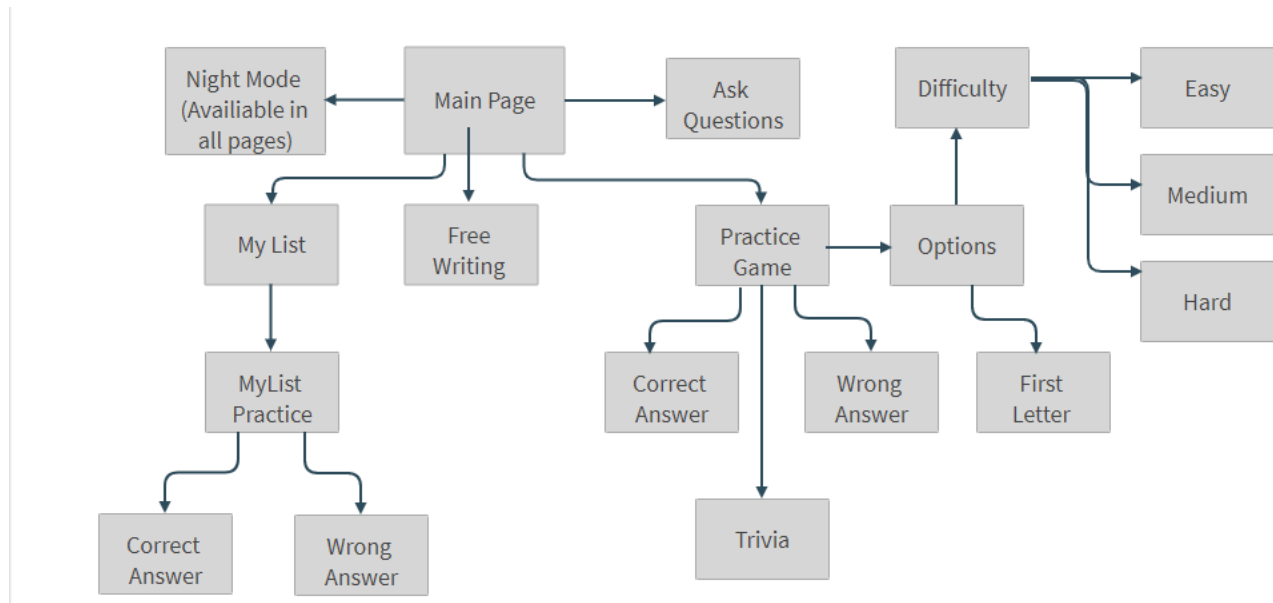 Night Mode
(Availiable in
all pages)
Main Page
Ask
Questions
Difficulty
Easy
Medium
Hard
My List
Free
Writing
Practice
Game
Options
MyList
Practice
Correct
Answer
Wrong
Answer
First
Letter
Correct
Answer
Wrong
Answer
Trivia